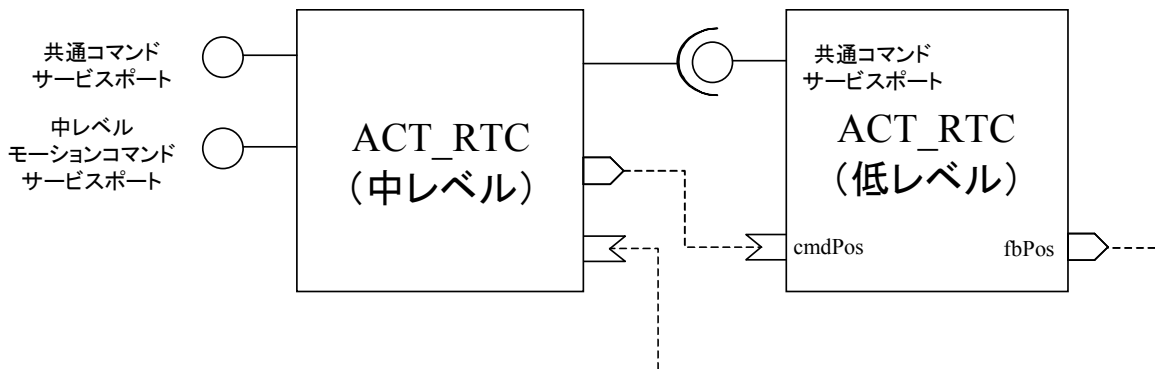 共通コマンド
サービスポート
中レベル
モーションコマンド
サービスポート
ACT_RTC
（中レベル）
共通コマンド
サービスポート
ACT_RTC
（低レベル）
cmdPos
fbPos